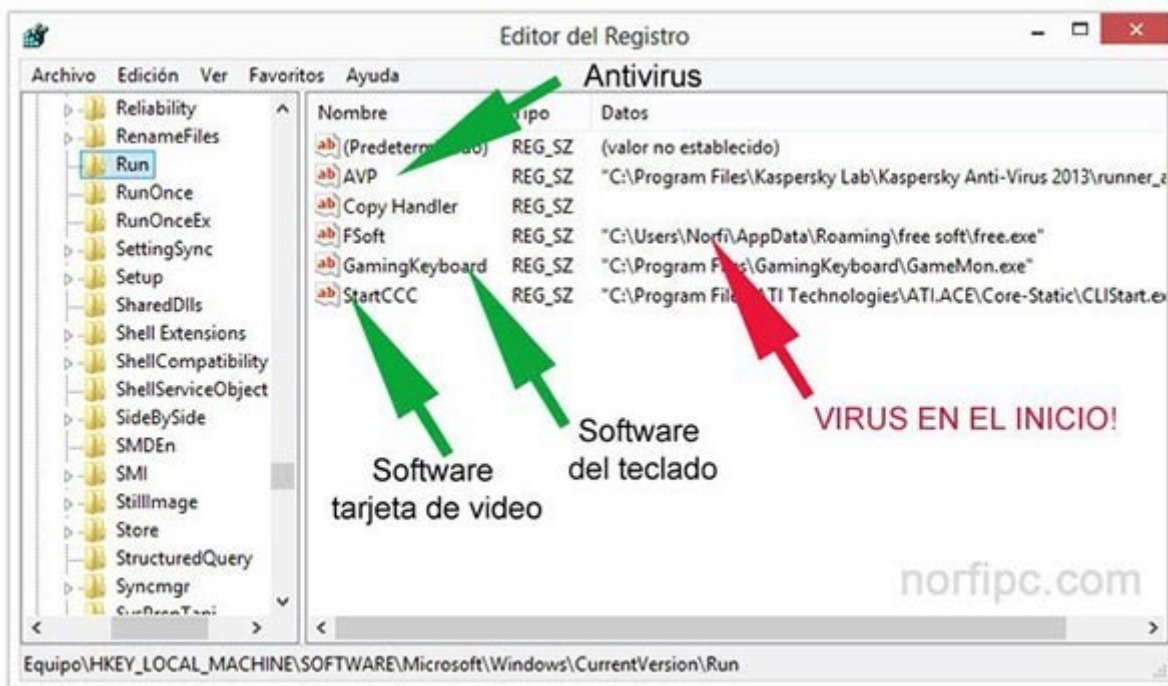 Editor del Registro
Archivo Edición Ver Favoritos Ayuda
Antivirus
Reliability
RenameFiles
Run
RunOnce
RunOnceEx
SettingSync
Setup
SharedDlls
Shell Extensions
ShellCompatibility
ShellServiceObject
SideBySide
SMDEn
SMI
StillImage
Store
StructuredQuery
Syncmgr
Nombre Tipo Datos
(Predeterminado) REG_SZ (valor no establecido)
AVP REG_SZ "C:\Program Files\Kaspersky Lab\Kaspersky Anti-Virus 2013\runner_a
Copy Handler REG_SZ
FSoft REG_SZ "C:\Users\Norfi\AppData\Roaming\free soft\free.exe"
GamingKeyboard REG_SZ "C:\Program Files\GamingKeyboard\GameMon.exe"
StartCCC REG_SZ "C:\Program Files\ATI Technologies\ATI.ACE\Core-Static\CLIStart.ex
VIRUS EN EL INICIO!
Software
del teclado
Software
tarjeta de video
norfipc.com
Equipo\HKEY_LOCAL_MACHINE\SOFTWARE\Microsoft\Windows\CurrentVersion\Run